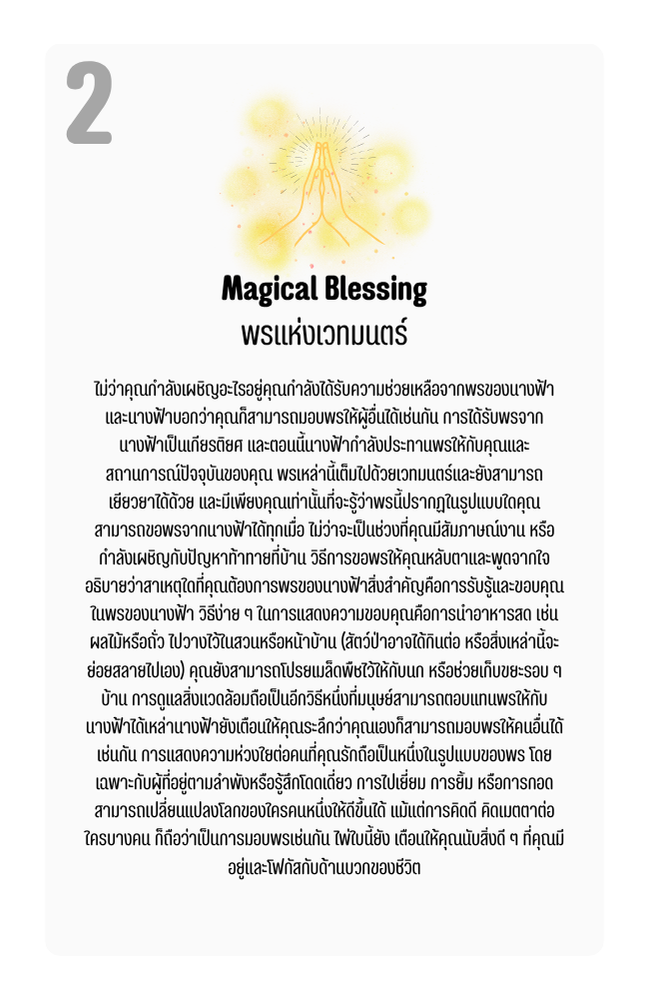 2
Magical Blessing
พรแห่งเวทมนตร์
ไม่ว่าคุณกำลังเผชิญอะไรอยู่คุณกำลังได้รับความช่วยเหลือจากพรของนางฟ้า
และนางฟ้าบอกว่าคุณก็สามารถมอบพรให้ผู้อื่นได้เช่นกัน การได้รับพรจาก
นางฟ้าเป็นเกียรติยศ และตอนนี้นางฟ้ากำลังประทานพรให้กับคุณและ
สถานการณ์ปัจจุบันของคุณ พรเหล่านี้เต็มไปด้วยเวทมนตร์และยังสามารถ
เยียวยาได้ด้วย และมีเพียงคุณเท่านั้นที่จะรู้ว่าพรนี้ปรากฏในรูปแบบใดคุณ
สามารถขอพรจากนางฟ้าได้ทุกเมื่อ ไม่ว่าจะเป็นช่วงที่คุณมีสัมภาษณ์งาน หรือ
กำลังเผชิญกับปัญหาท้าทายที่บ้าน วิธีการขอพรให้คุณหลับตาและพูดจากใจ
อธิบายว่าสาเหตุใดที่คุณต้องการพรของนางฟ้าสิ่งสำคัญคือการรับรู้และขอบคุณ
ในพรของนางฟ้า วิธีง่าย ๆ ในการแสดงความขอบคุณคือการนำอาหารสด เช่น
ผลไม้หรือถั่ว ไปวางไว้ในสวนหรือหน้าบ้าน (สัตว์ป่าอาจได้กินต่อ หรือสิ่งเหล่านี้จะ
ย่อยสลายไปเอง) คุณยังสามารถโปรยเมล็ดพืชไว้ให้กับนก หรือช่วยเก็บขยะรอบ ๆ
บ้าน การดูแลสิ่งแวดล้อมถือเป็นอีกวิธีหนึ่งที่มนุษย์สามารถตอบแทนพรให้กับ
นางฟ้าได้เหล่านางฟ้ายังเตือนให้คุณระลึกว่าคุณเองก็สามารถมอบพรให้คนอื่นได้
เช่นกัน การแสดงความห่วงใยต่อคนที่คุณรักถือเป็นหนึ่งในรูปแบบของพร โดย
เฉพาะกับผู้ที่อยู่ตามลำพังหรือรู้สึกโดดเดี่ยว การไปเยี่ยม การยิ้ม หรือการกอด
สามารถเปลี่ยนแปลงโลกของใครคนหนึ่งให้ดีขึ้นได้ แม้แต่การคิดดี คิดเมตตาต่อ
ใครบางคน ก็ถือว่าเป็นการมอบพรเช่นกัน ไพ่ใบนี้ยัง เตือนให้คุณนับสิ่งดี ๆ ที่คุณมี
อยู่และโฟกัสกับด้านบวกของชีวิต